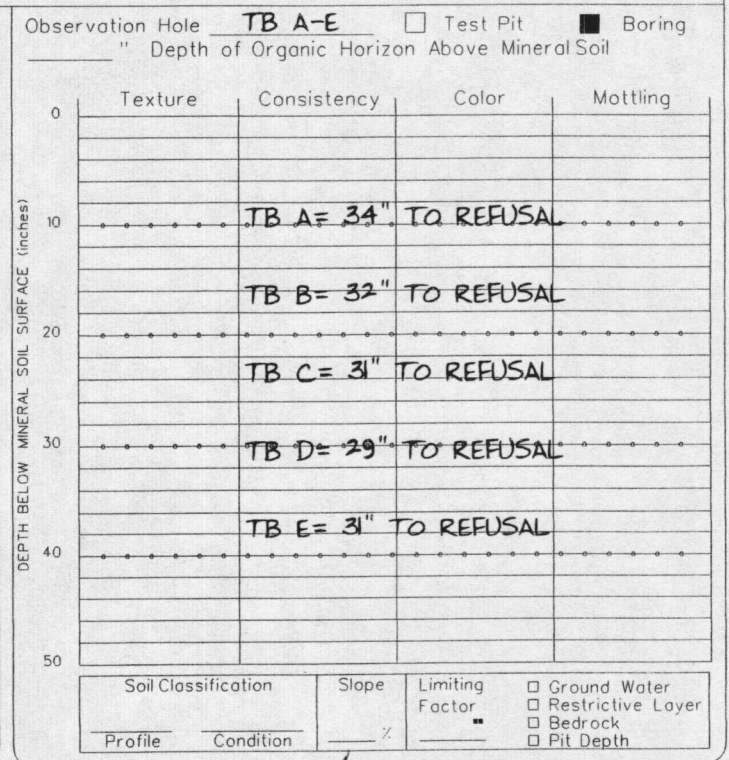 Observation Hole TB A-E Test Pit Boring
" Depth of Organic Horizon Above Mineral Soil
Texture Consistency Color Mottling
DEPTH BELOW MINERAL SOIL SURFACE (inches)
0
10 TB A= 34" TO REFUSAL
TB B= 32" TO REFUSAL
20
TB C= 31" TO REFUSAL
30 TB D= 29" TO REFUSAL
TB E= 31" TO REFUSAL
40
50
Soil Classification Slope Limiting Ground Water
Factor Restrictive Layer
" Bedrock
Profile Condition % Pit Depth